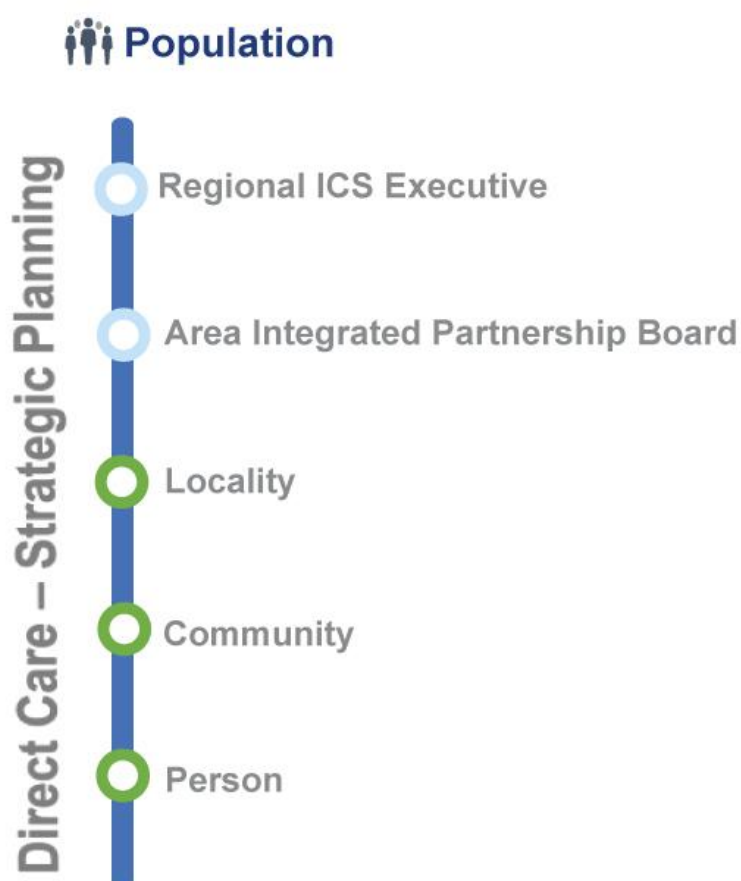 Population
Direct Care – Strategic Planning
Regional ICS Executive
Area Integrated Partnership Board
Locality
Community
Person